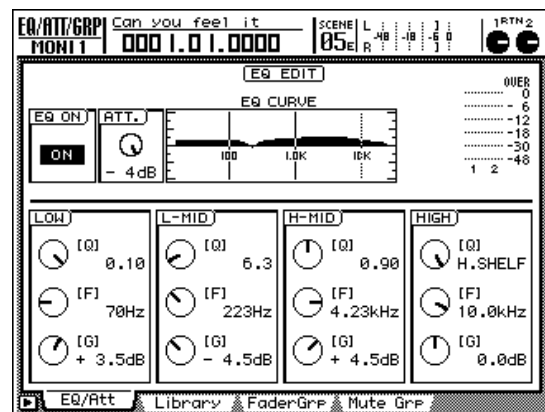 EQ/ATT/GRP Can you feel it SCENE L -48 -18 -6 0 1 RTN 2
MONI 1 000 1.0 1.0000 05E R
EQ EDIT
OVER
0
- 6
-12
-18
-30
-48
1 2
EQ CURVE
EQ ON ATT.
ON - 4dB
100 1.0K 10K
LOW L-MID H-MID HIGH
[Q] 0.10 [Q] 6.3 [Q] 0.90 [Q] H.SHELF
[F] 70Hz [F] 223Hz [F] 4.23kHz [F] 10.0kHz
[G] + 3.5dB [G] - 4.5dB [G] + 4.5dB [G] 0.0dB
EQ/Att Library FaderGrp Mute Grp